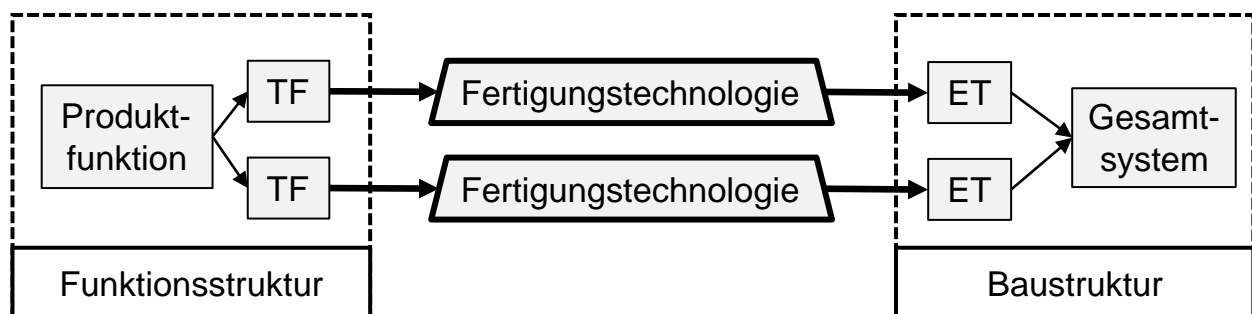 Produkt-
funktion
TF
TF
Fertigungstechnologie
Fertigungstechnologie
ET
ET
Gesamt-
system
Funktionsstruktur
Baustruktur